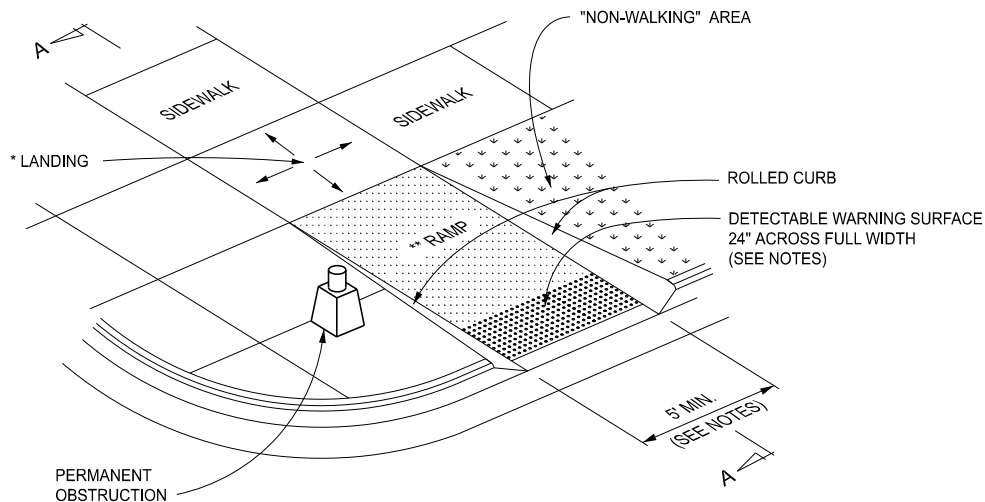 "NON-WALKING" AREA
A
SIDEWALK
SIDEWALK
* LANDING
ROLLED CURB
DETECTABLE WARNING SURFACE
24" ACROSS FULL WIDTH
(SEE NOTES)
** RAMP
5' MIN.
(SEE NOTES)
A
PERMANENT
OBSTRUCTION